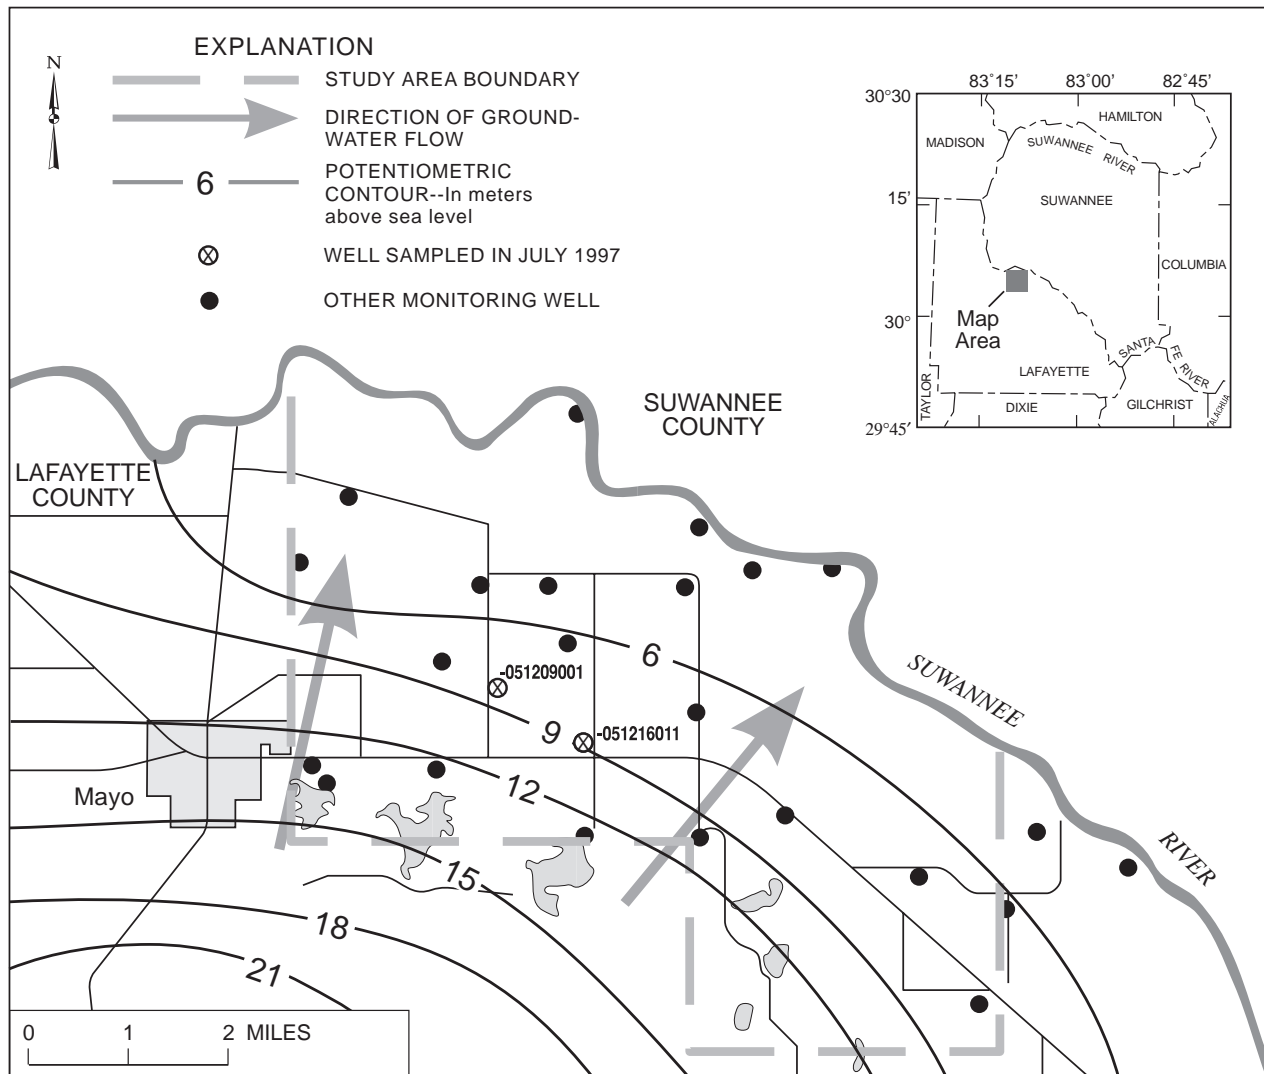 EXPLANATION
N
STUDY AREA BOUNDARY
DIRECTION OF GROUND-
WATER FLOW
6
POTENTIOMETRIC
CONTOUR--In meters
above sea level
WELL SAMPLED IN JULY 1997
OTHER MONITORING WELL
83°15' 83°00' 82°45'
30°30
15'
30°
29°45'
MADISON
HAMILTON
SUWANNEE RIVER
SUWANNEE
COLUMBIA
Map
Area
SANTA FE RIVER
TAYLOR
LAFAYETTE
DIXIE
GILCHRIST
ALACHUA
SUWANNEE
COUNTY
LAFAYETTE
COUNTY
6
-051209001
SUWANNEE
RIVER
-051216011
9
Mayo
12
15
18
21
0 1 2 MILES